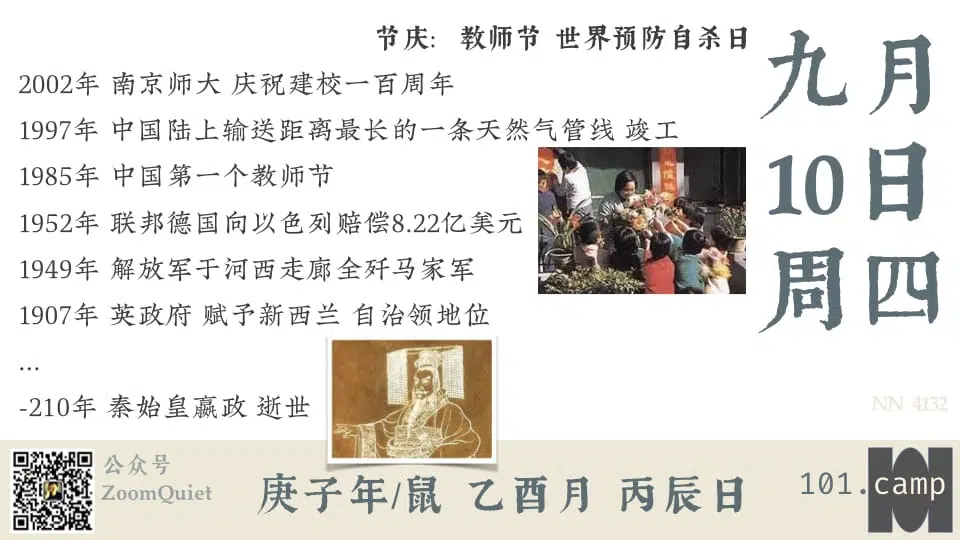 节庆: 教师节 世界预防自杀日
九月
10日
周四
2002年 南京师大 庆祝建校一百周年
1997年 中国陆上输送距离最长的一条天然气管线 竣工
1985年 中国第一个教师节
1952年 联邦德国向以色列赔偿8.22亿美元
1949年 解放军于河西走廊全歼马家军
1907年 英政府 赋予新西兰 自治领地位
...
-210年 秦始皇嬴政 逝世
NN 4132
公众号
ZoomQuiet
庚子年/鼠 乙酉月 丙辰日
101.camp